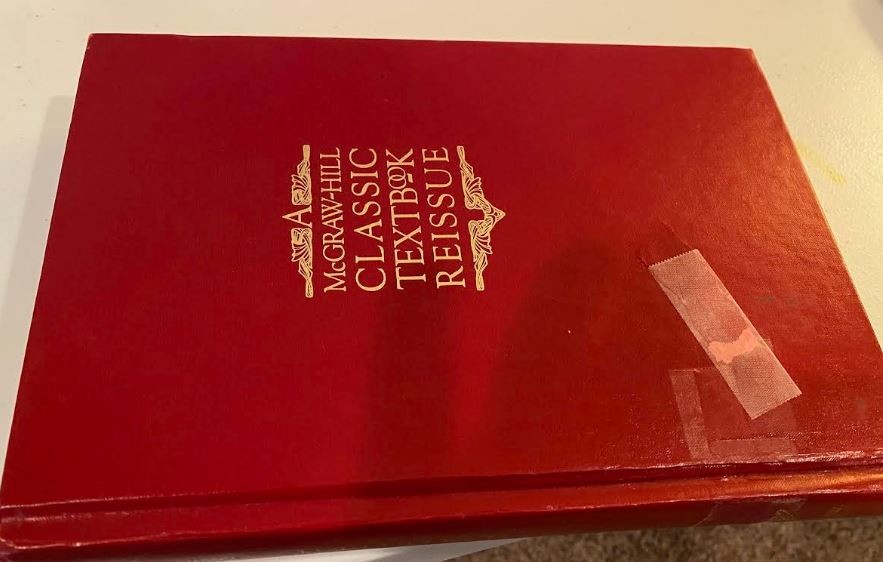 A
McGRAW-HILL
CLASSIC
TEXTBOOK
REISSUE